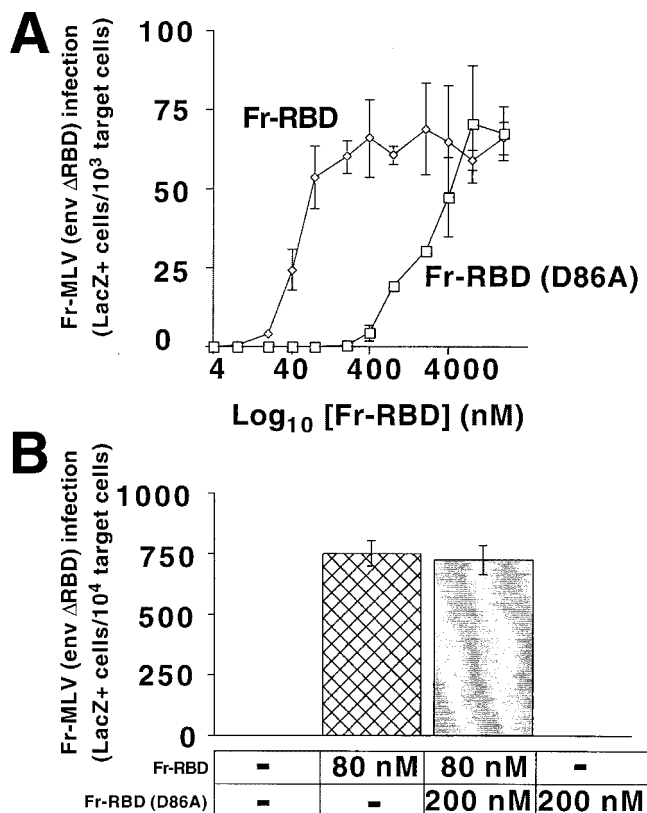 A
Fr-MLV (env ΔRBD) infection
(LacZ+ cells/10³ target cells)
100
75
50
25
0
Fr-RBD
Fr-RBD (D86A)
4 40 400 4000
Log₁₀ [Fr-RBD] (nM)
B
Fr-MLV (env ΔRBD) infection
(LacZ+ cells/10⁴ target cells)
1000
750
500
250
0
Fr-RBD - 80 nM 80 nM -
Fr-RBD (D86A) - - 200 nM 200 nM